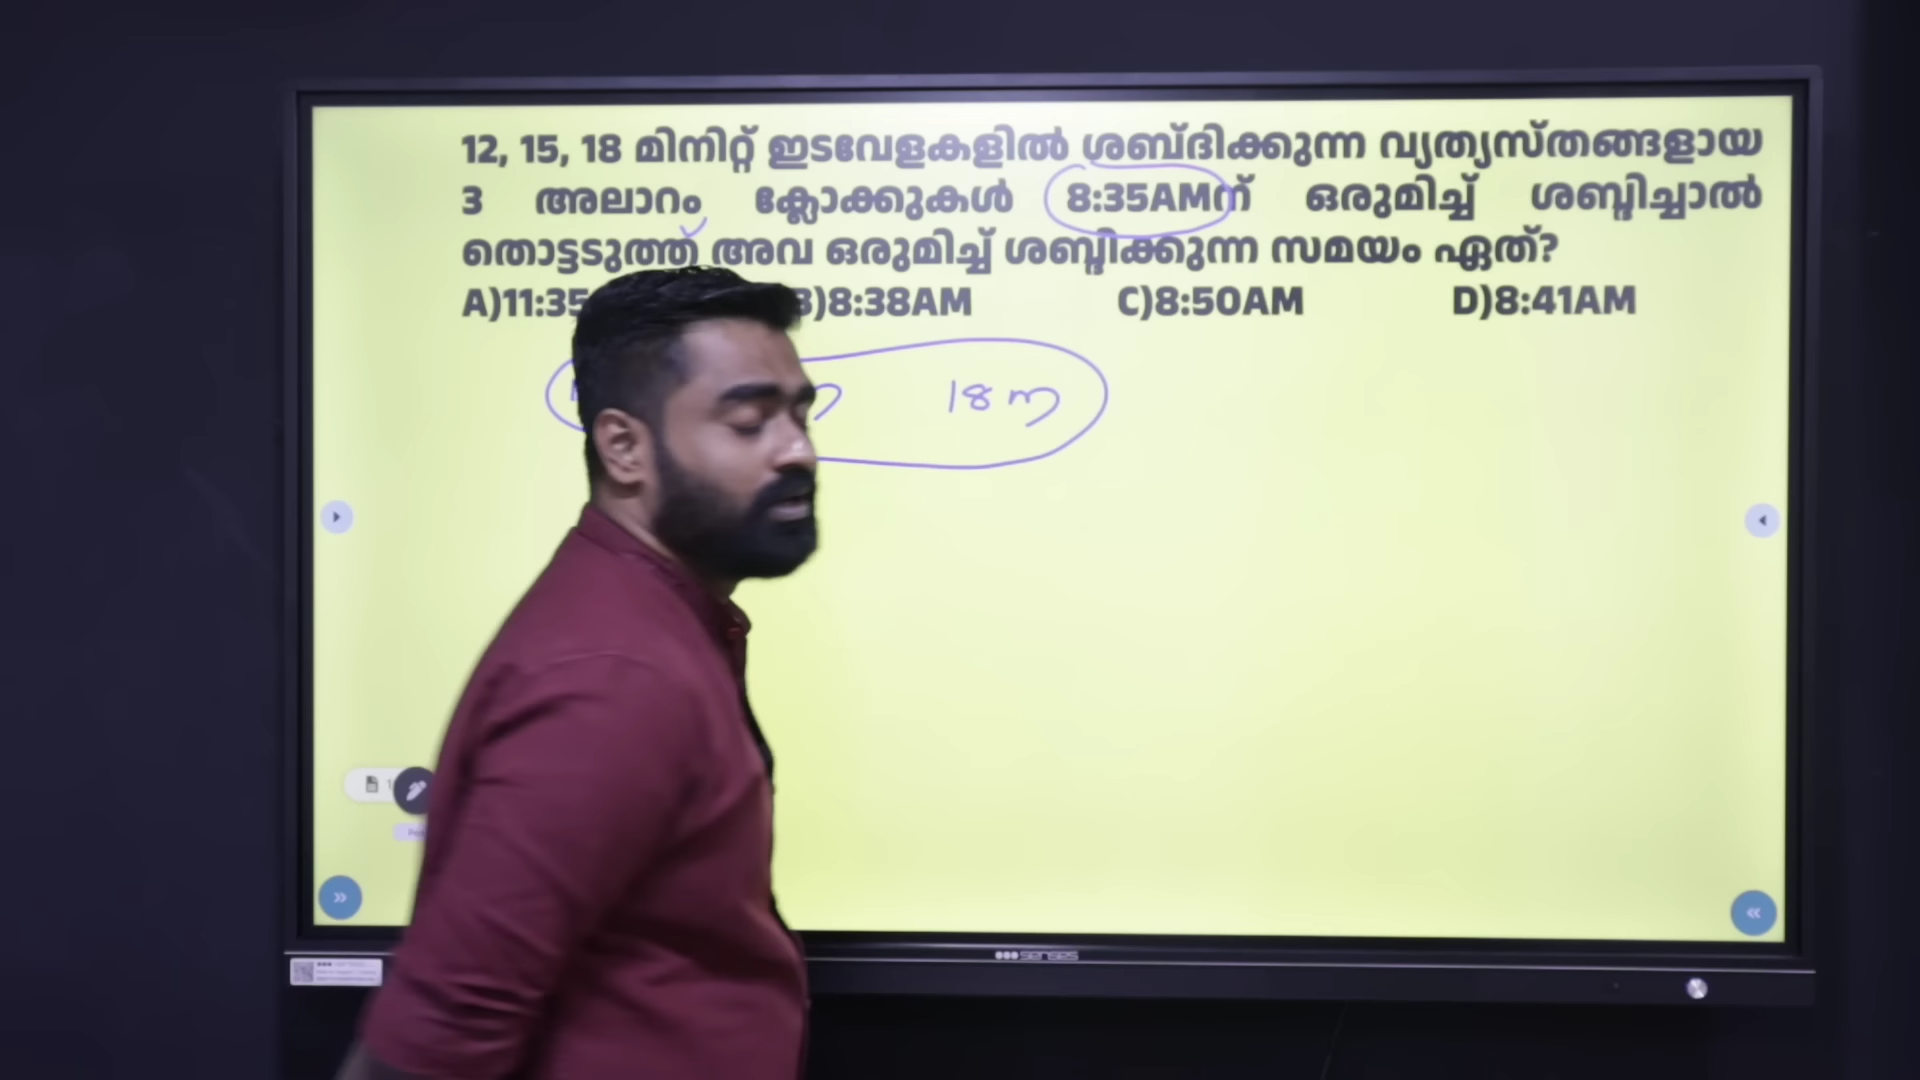 12, 15, 18 മിനിറ്റ് ഇടവേളകളിൽ ശബ്ദിക്കുന്ന വ്യത്യസ്തങ്ങളായ
3 അലാറം ക്ലോക്കുകൾ 8:35AMന് ഒരുമിച്ച് ശബ്ദിച്ചാൽ
തൊട്ടടുത്ത് അവ ഒരുമിച്ച് ശബ്ദിക്കുന്ന സമയം ഏത്?
A)11:35 B)8:38AM C)8:50AM D)8:41AM
18 ന
senses